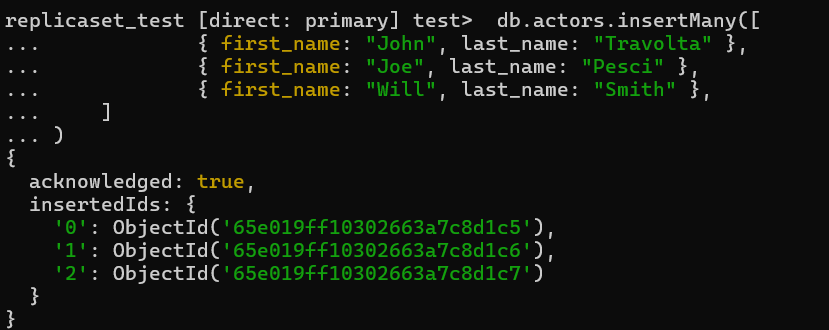 replicaset_test [direct: primary] test>  db.actors.insertMany([
...             { first_name: "John", last_name: "Travolta" },
...             { first_name: "Joe", last_name: "Pesci" },
...             { first_name: "Will", last_name: "Smith" },
...     ]
... )
{
  acknowledged: true,
  insertedIds: {
    '0': ObjectId('65e019ff10302663a7c8d1c5'),
    '1': ObjectId('65e019ff10302663a7c8d1c6'),
    '2': ObjectId('65e019ff10302663a7c8d1c7')
  }
}